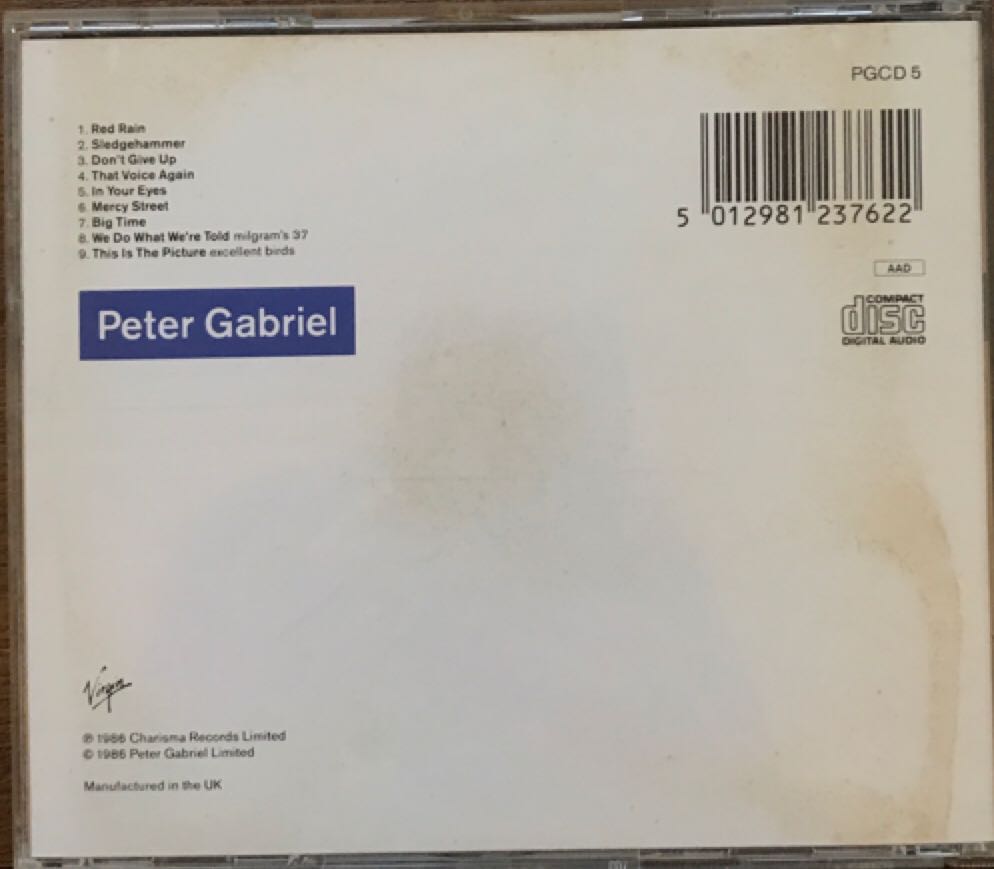 PGCD 5
1. Red Rain
2. Sledgehammer
3. Don't Give Up
4. That Voice Again
5. In Your Eyes
6. Mercy Street
7. Big Time
8. We Do What We're Told milgram's 37
9. This Is The Picture excellent birds
5 012981 237622
AAD
COMPACT
disc
DIGITAL AUDIO
Peter Gabriel
Virgin
℗ 1986 Charisma Records Limited
© 1986 Peter Gabriel Limited
Manufactured in the UK